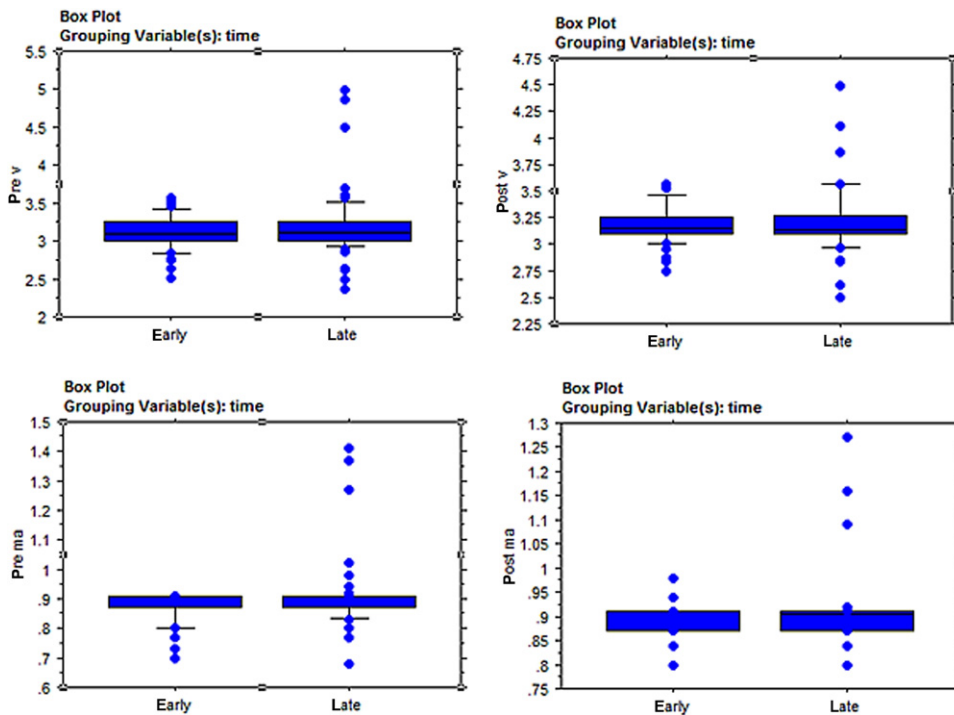 Box Plot
Grouping Variable(s): time
5.5
5
4.5
4
3.5
3
2.5
2
Pre v
Early
Late
Box Plot
Grouping Variable(s): time
4.75
4.5
4.25
4
3.75
3.5
3.25
3
2.75
2.5
2.25
Post v
Early
Late
Box Plot
Grouping Variable(s): time
1.5
1.4
1.3
1.2
1.1
1
.9
.8
.7
.6
Pre ma
Early
Late
Box Plot
Grouping Variable(s): time
1.3
1.25
1.2
1.15
1.1
1.05
1
.95
.9
.85
.8
.75
Post ma
Early
Late